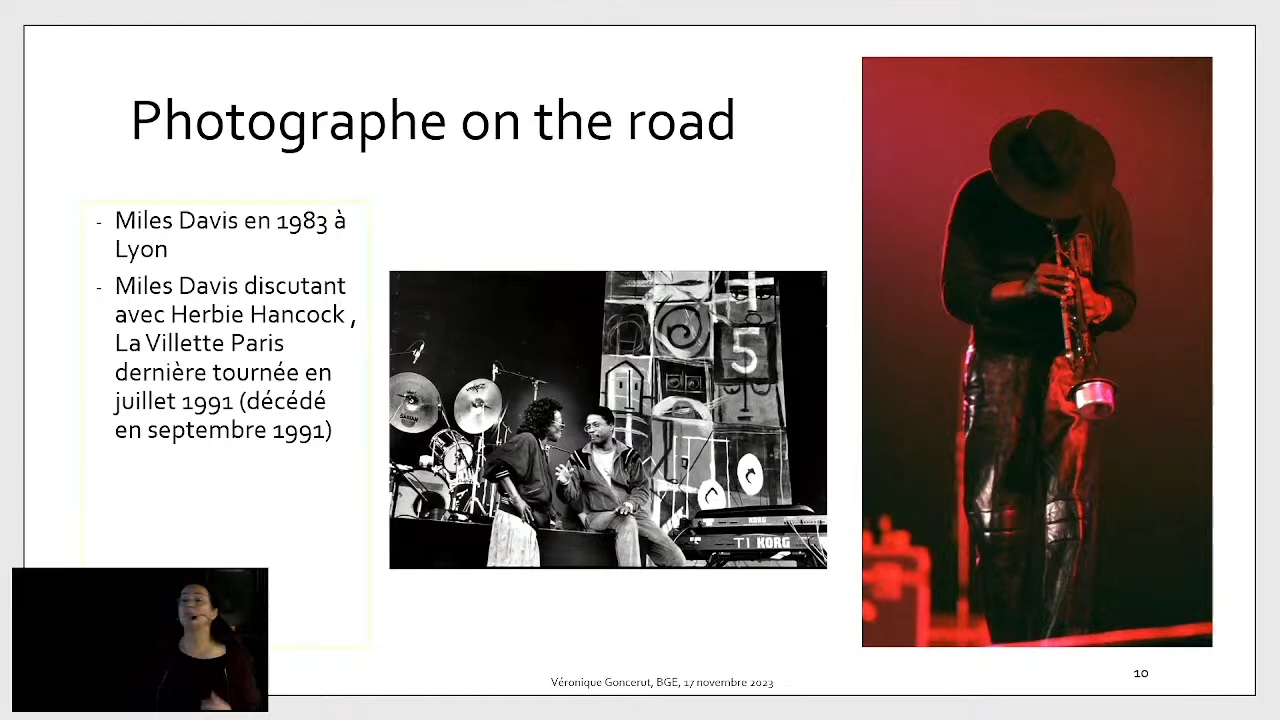 Photographe on the road
- Miles Davis en 1983 à
Lyon
- Miles Davis discutant
avec Herbie Hancock ,
La Villette Paris
dernière tournée en
juillet 1991 (décédé
en septembre 1991)
5
SABIAN
KORG
T1 KORG
Véronique Goncerut, BGE, 17 novembre 2023
10